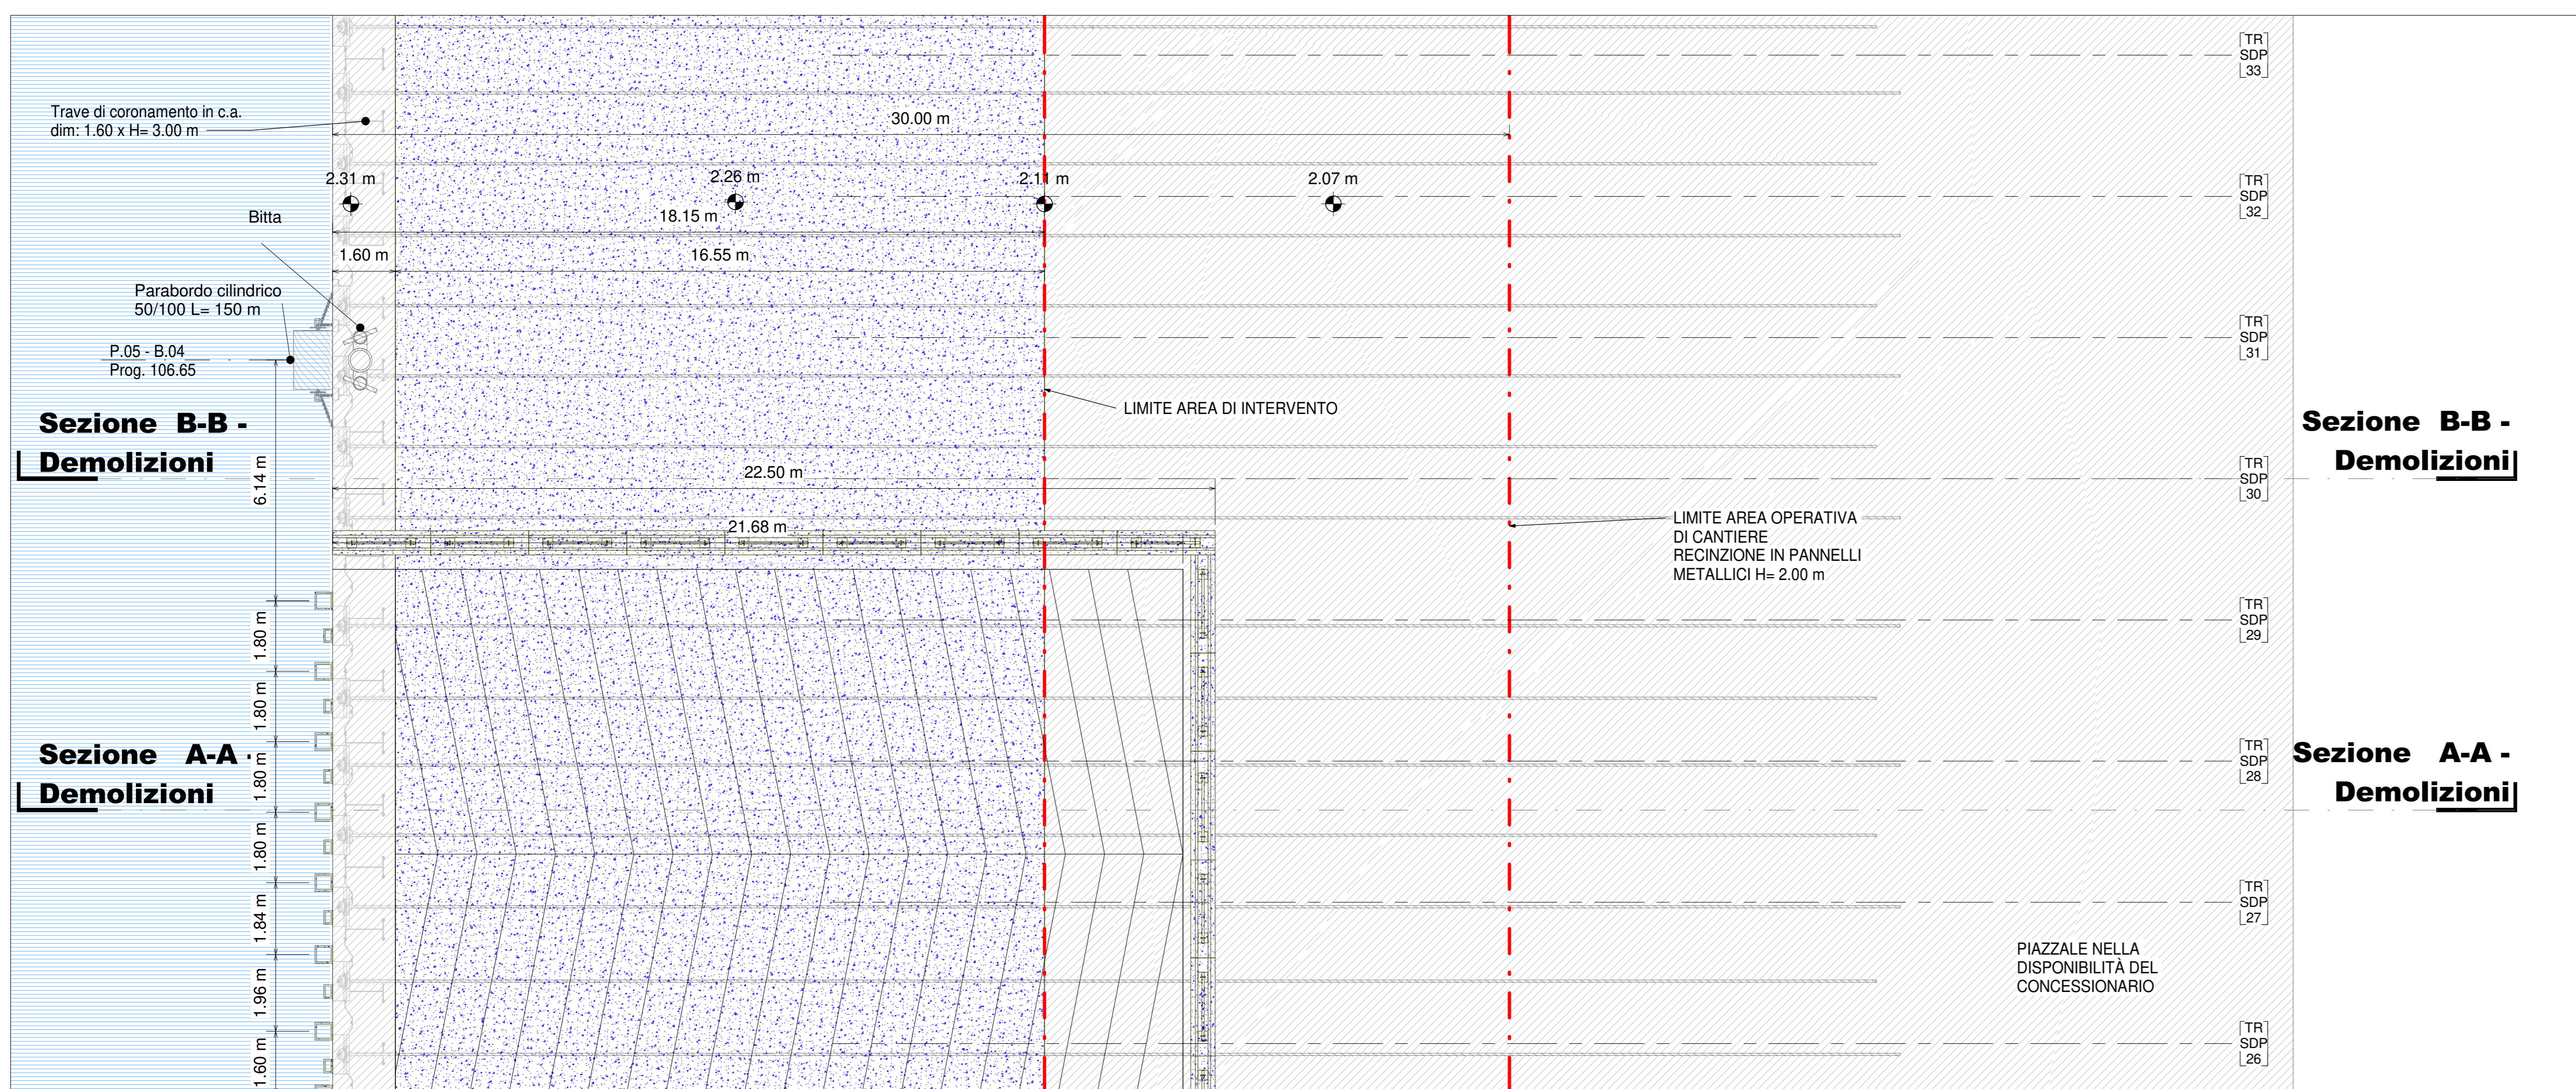 TR
SDP
33
Trave di coronamento in c.a.
dim: 1.60 x H= 3.00 m
30.00 m
2.31 m
2.26 m
2.11 m
2.07 m
TR
SDP
32
Bitta
18.15 m
1.60 m
16.55 m
Parabordo cilindrico
50/100 L= 150 m
TR
SDP
31
P.05 - B.04
Prog. 106.65
LIMITE AREA DI INTERVENTO
Sezione B-B -
Demolizioni
Sezione B-B -
Demolizioni
6.14 m
22.50 m
TR
SDP
30
21.68 m
LIMITE AREA OPERATIVA
DI CANTIERE
RECINZIONE IN PANNELLI
METALLICI H= 2.00 m
1.80 m
TR
SDP
29
1.80 m
Sezione A-A -
Demolizioni
1.80 m
TR
SDP
28
Sezione A-A -
Demolizioni
1.80 m
1.84 m
TR
SDP
27
PIAZZALE NELLA
DISPONIBILITÀ DEL
CONCESSIONARIO
1.96 m
1.60 m
TR
SDP
26